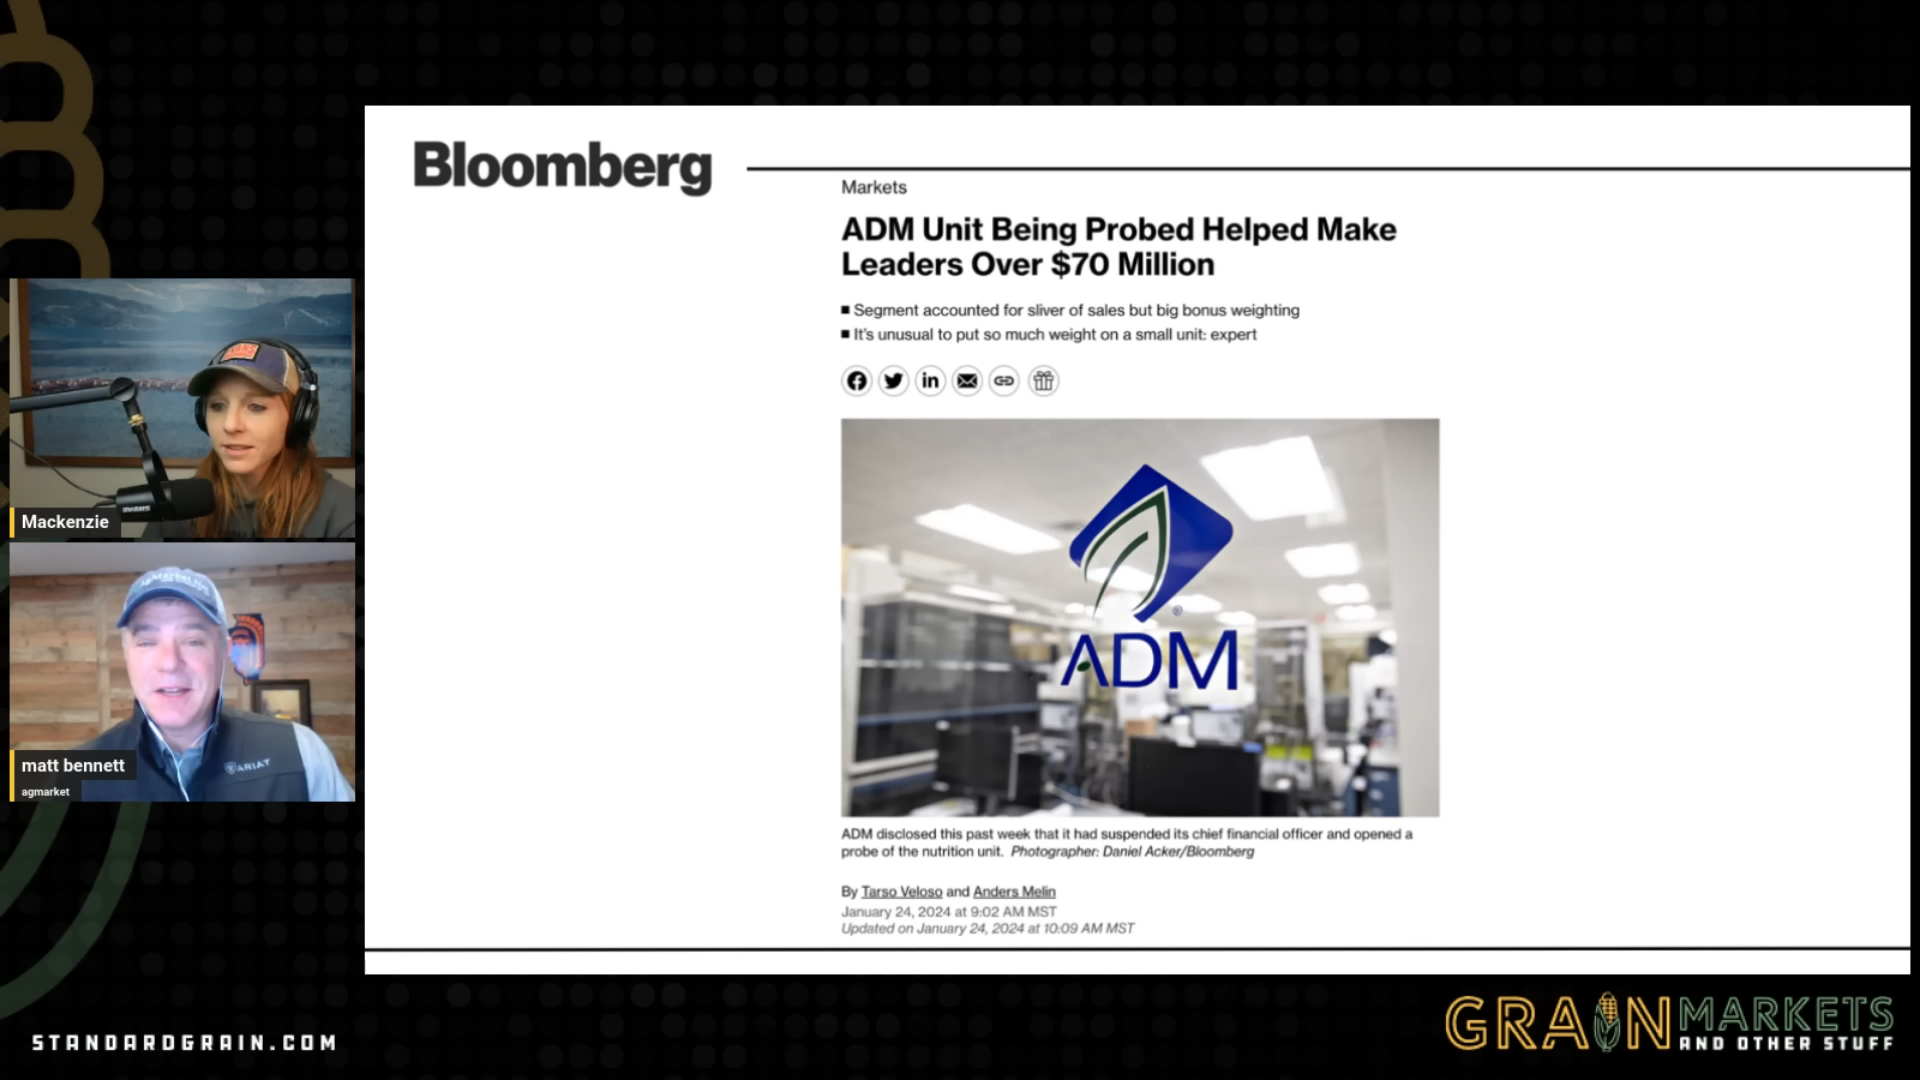 Bloomberg
Markets
ADM Unit Being Probed Helped Make
Leaders Over $70 Million
Segment accounted for sliver of sales but big bonus weighting
It's unusual to put so much weight on a small unit: expert
in
ADM
®
ADM disclosed this past week that it had suspended its chief financial officer and opened a
probe of the nutrition unit. Photographer: Daniel Acker/Bloomberg
By Tarso Veloso and Anders Melin
January 24, 2024 at 9:02 AM MST
Updated on January 24, 2024 at 10:09 AM MST
Mackenzie
ARIAT
matt bennett
agmarket
STANDARDGRAIN.COM
GRAIN MARKETS
AND OTHER STUFF